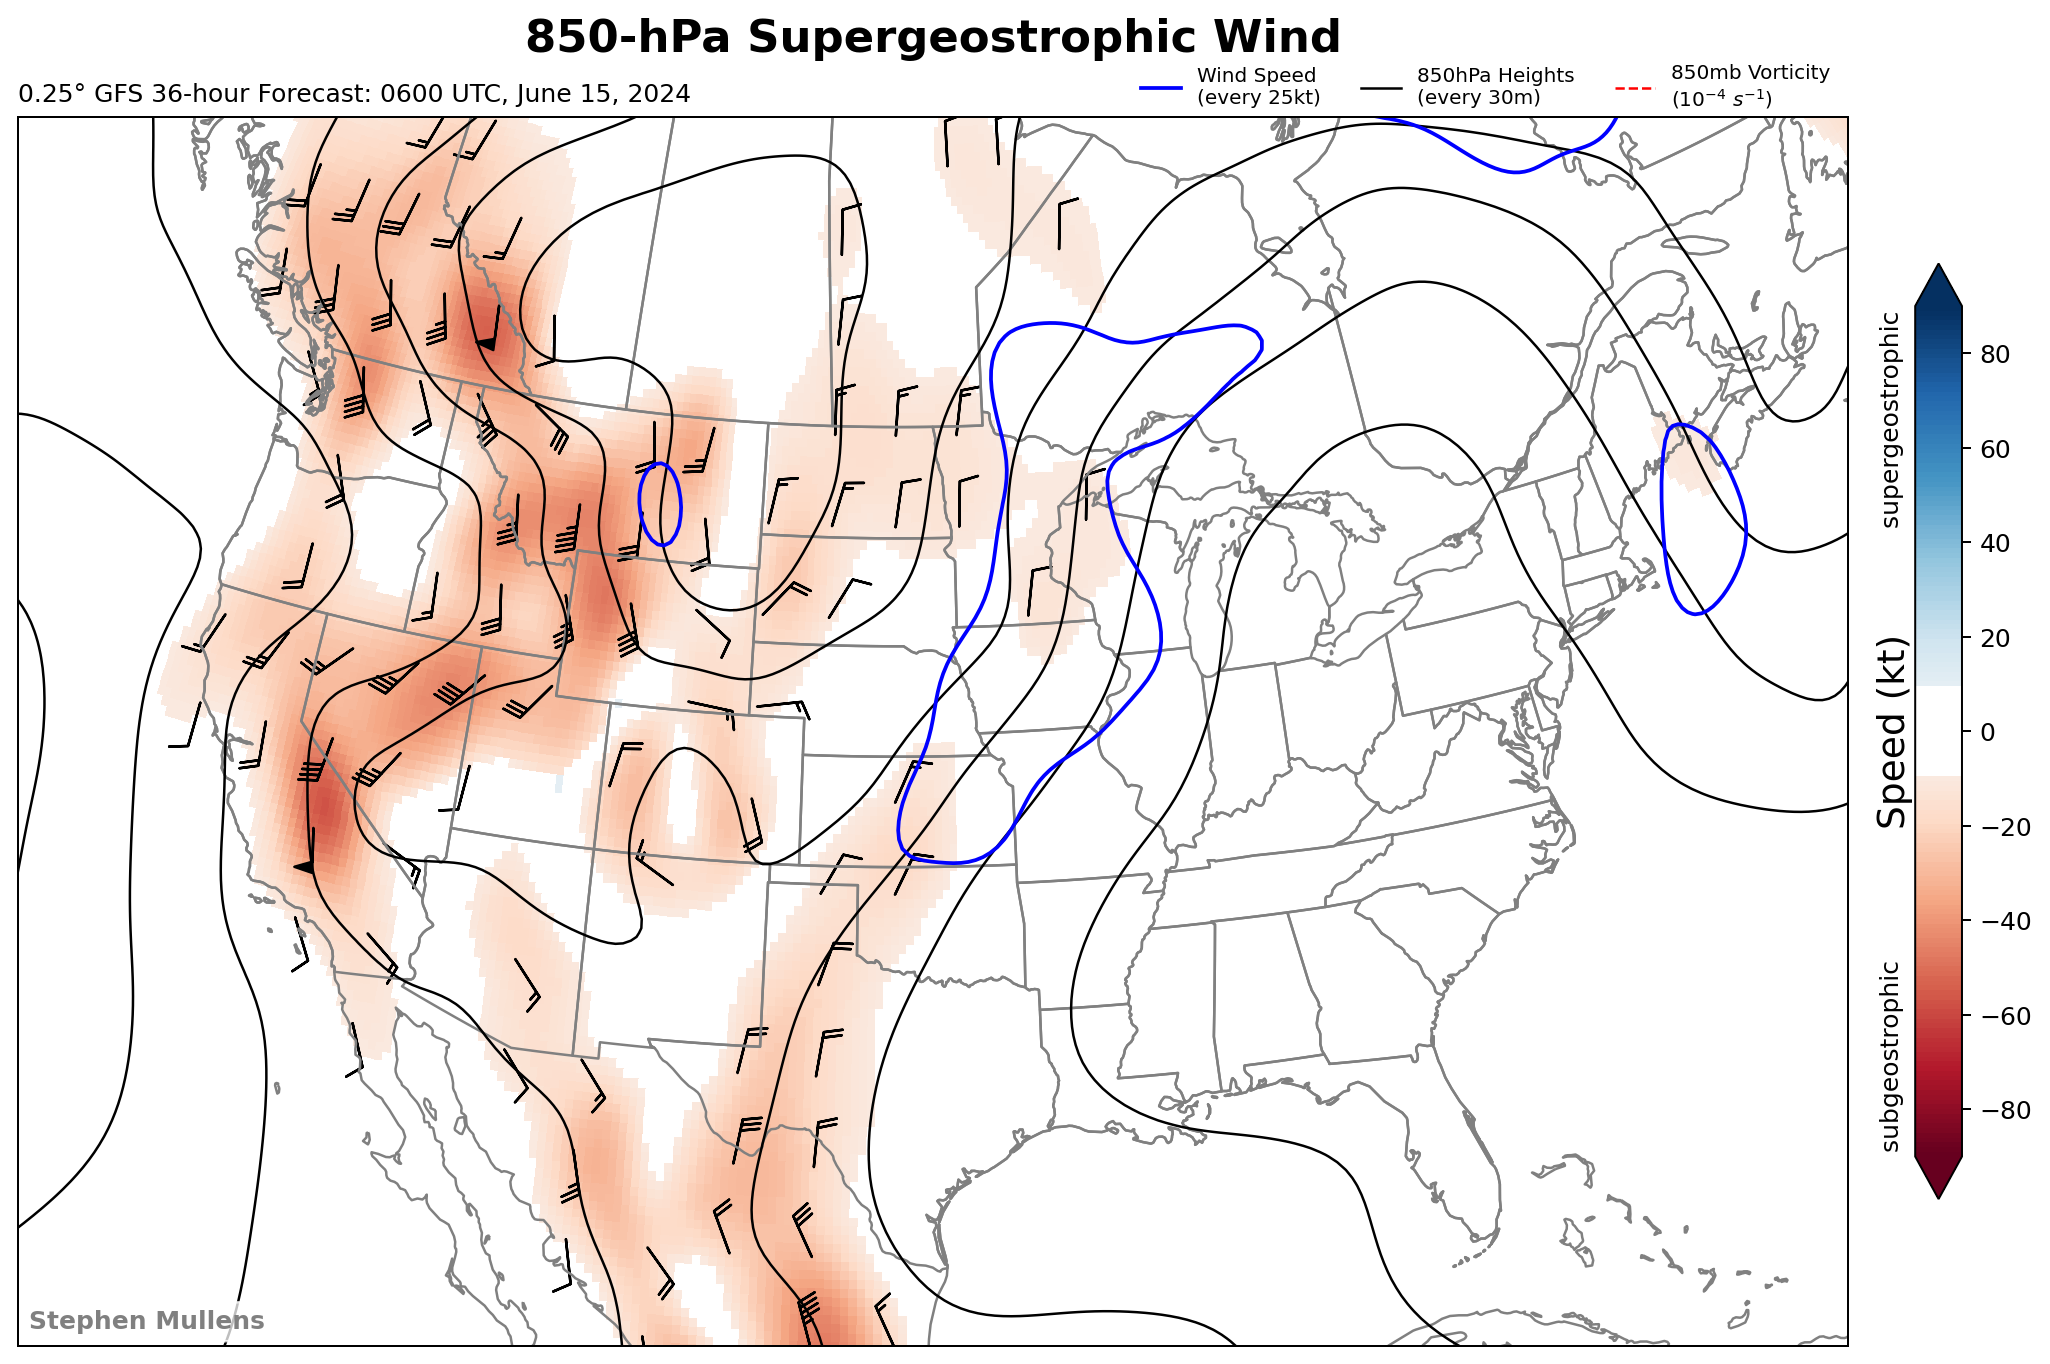 850-hPa Supergeostrophic Wind
0.25° GFS 36-hour Forecast: 0600 UTC, June 15, 2024
Wind Speed
(every 25kt)
850hPa Heights
(every 30m)
850mb Vorticity
(10⁻⁴ s⁻¹)
supergeostrophic
Speed (kt)
subgeostrophic
80
60
40
20
0
−20
−40
−60
−80
Stephen Mullens